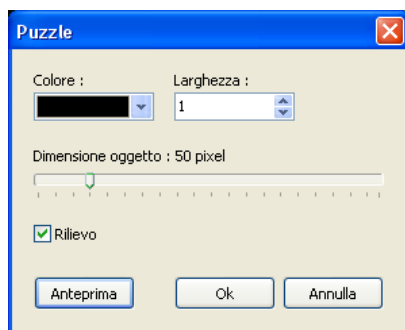 Puzzle
Colore : Larghezza :
1
Dimensione oggetto : 50 pixel
Rilievo
Anteprima Ok Annulla